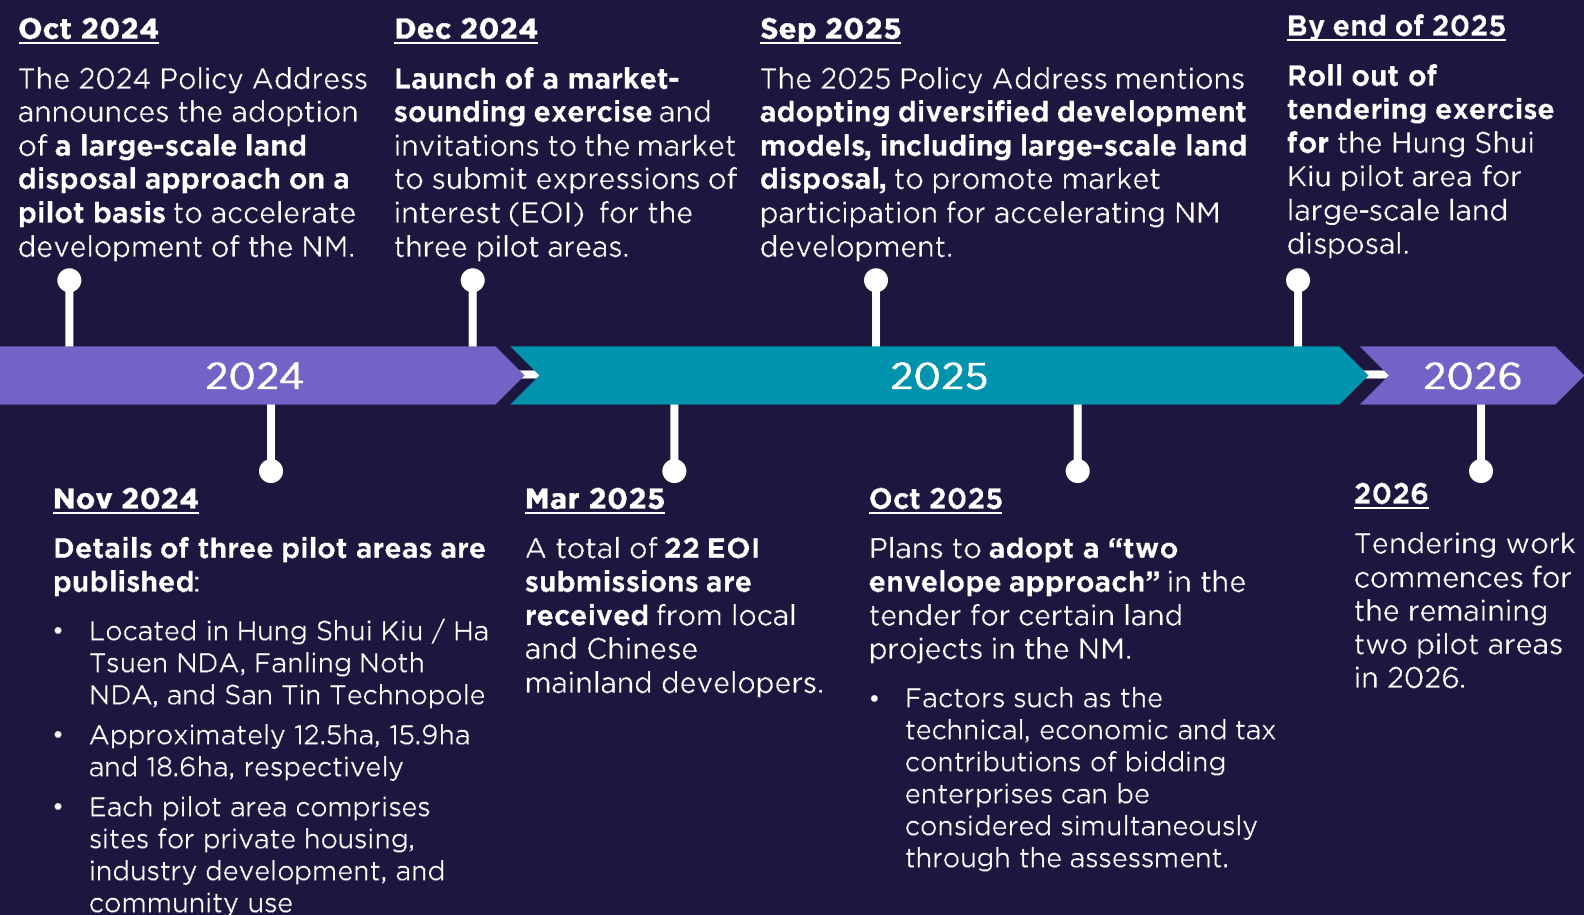 Oct 2024
The 2024 Policy Address
announces the adoption
of a large-scale land
disposal approach on a
pilot basis to accelerate
development of the NM.
Dec 2024
Launch of a market-
sounding exercise and
invitations to the market
to submit expressions of
interest (EOI) for the
three pilot areas.
Sep 2025
The 2025 Policy Address mentions
adopting diversified development
models, including large-scale land
disposal, to promote market
participation for accelerating NM
development.
By end of 2025
Roll out of
tendering exercise
for the Hung Shui
Kiu pilot area for
large-scale land
disposal.
2024
2025
2026
Nov 2024
Details of three pilot areas are
published:
• Located in Hung Shui Kiu / Ha
Tsuen NDA, Fanling Noth
NDA, and San Tin Technopole
• Approximately 12.5ha, 15.9ha
and 18.6ha, respectively
• Each pilot area comprises
sites for private housing,
industry development, and
community use
Mar 2025
A total of 22 EOI
submissions are
received from local
and Chinese
mainland developers.
Oct 2025
Plans to adopt a “two
envelope approach” in the
tender for certain land
projects in the NM.
• Factors such as the
technical, economic and tax
contributions of bidding
enterprises can be
considered simultaneously
through the assessment.
2026
Tendering work
commences for
the remaining
two pilot areas
in 2026.